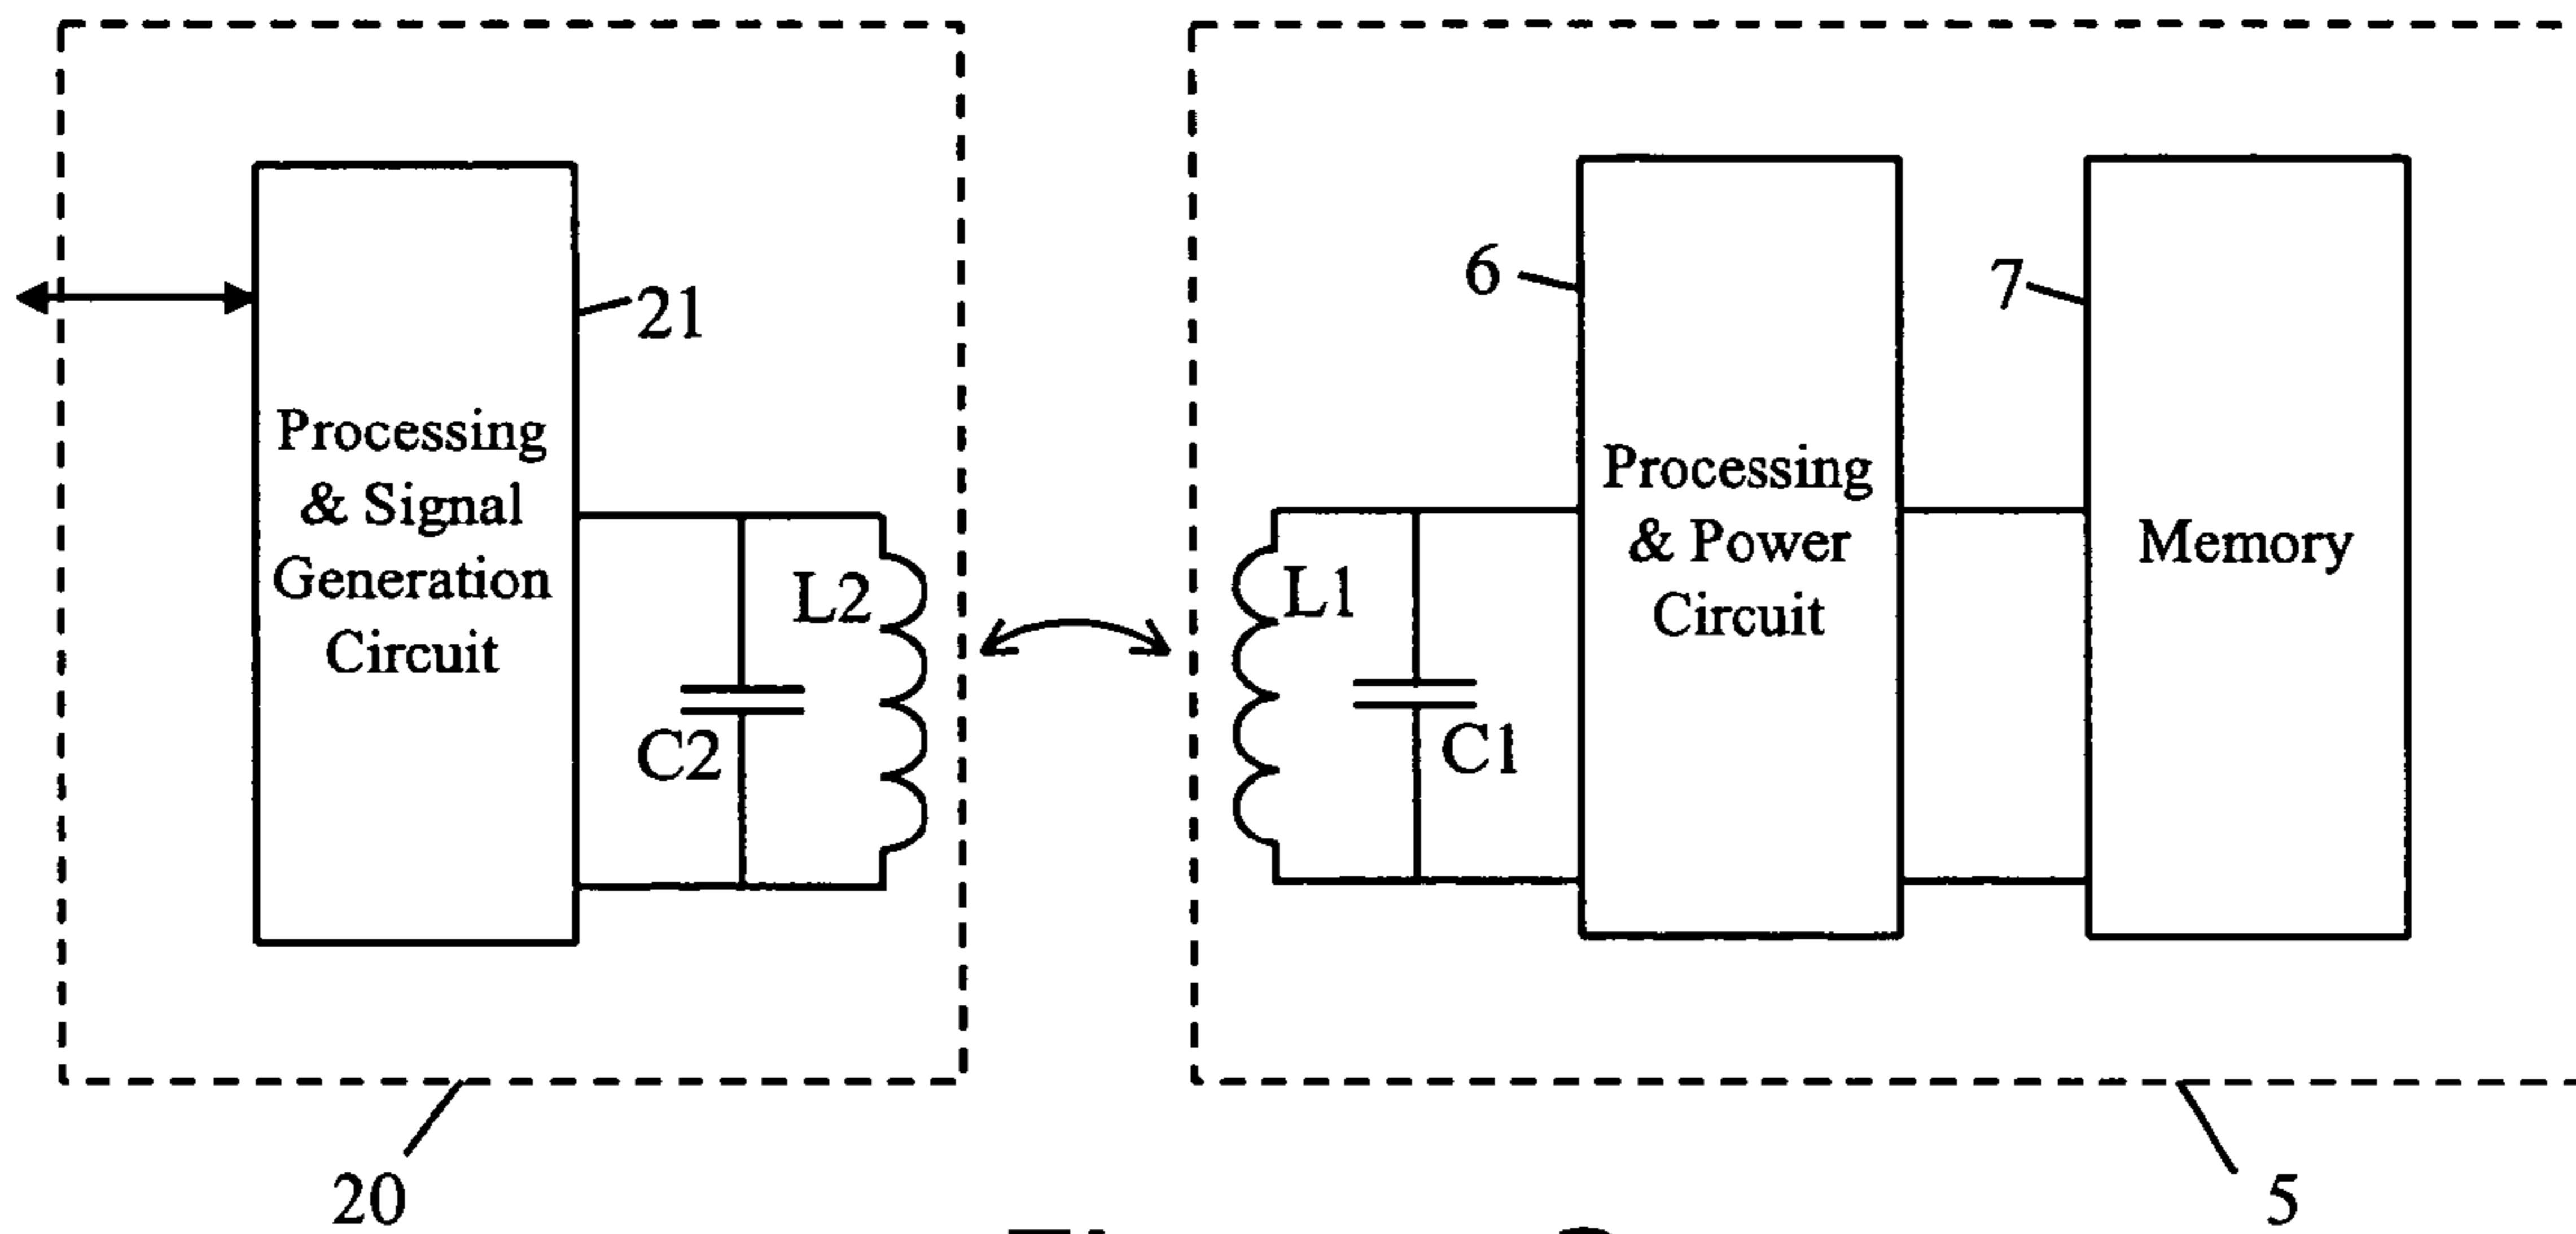 Processing
& Signal
Generation
Circuit
21
L2
C2
20
L1
C1
6
Processing
& Power
Circuit
7
Memory
5